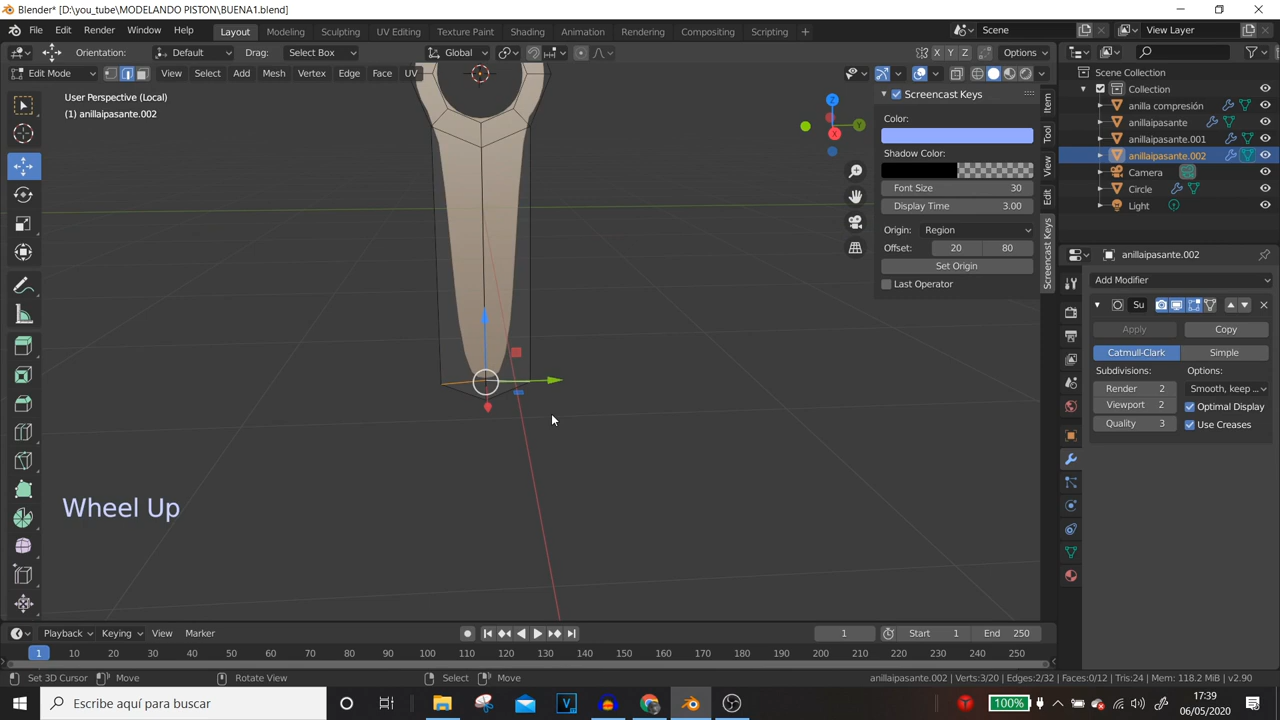 Blender* [D:\you_tube\MODELANDO PISTON\BUENA1.blend]
File Edit Render Window Help Layout Modeling Sculpting UV Editing Texture Paint Shading Animation Rendering Compositing Scripting + Scene View Layer
Orientation: Default Drag: Select Box Global X Y Z Options
Edit Mode View Select Add Mesh Vertex Edge Face UV
User Perspective (Local)
(1) anillaipasante.002
Screencast Keys
Color:
Shadow Color:
Font Size 30
Display Time 3.00
Origin: Region
Offset: 20 80
Set Origin
Last Operator
Item
Tool
View
Edit
Screencast Keys
Z
Y
X
Scene Collection
Collection
anilla compresión
anillaipasante
anillaipasante.001
anillaipasante.002
Camera
Circle
Light
anillaipasante.002
Add Modifier
Su
Apply Copy
Catmull-Clark Simple
Subdivisions: Options:
Render 2 Smooth, keep ...
Viewport 2 Optimal Display
Quality 3 Use Creases
Wheel Up
Playback Keying View Marker 1 Start 1 End 250
1 10 20 30 40 50 60 70 80 90 100 110 120 130 140 150 160 170 180 190 200 210 220 230 240 250
Set 3D Cursor Move Rotate View Select Move anillaipasante.002 | Verts:3/20 | Edges:2/32 | Faces:0/12 | Tris:24 | Mem: 118.2 MiB | v2.90
Escribe aquí para buscar 100% 17:39
06/05/2020